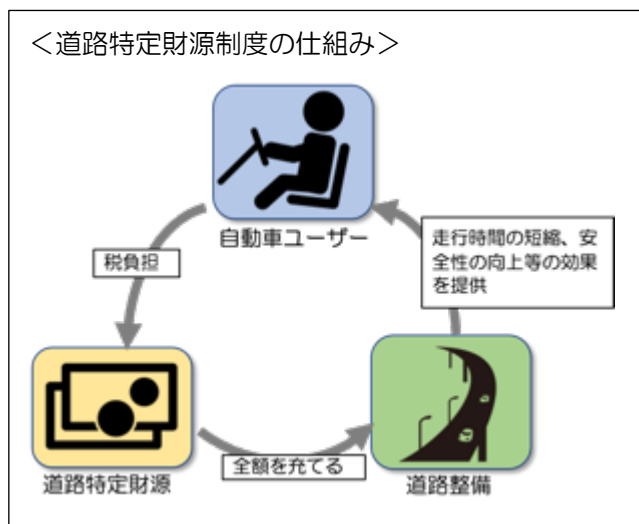 ＜道路特定財源制度の仕組み＞
自動車ユーザー
税負担
走行時間の短縮、安
全性の向上等の効果
を提供
道路特定財源
全額を充てる
道路整備